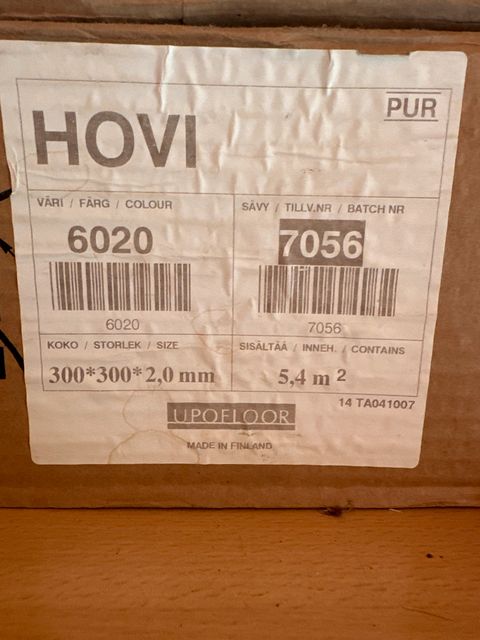 PUR
HOVI
VÄRI / FÄRG / COLOUR
6020
6020
SÄVY / TILLV.NR / BATCH NR
7056
7056
KOKO / STORLEK / SIZE
300*300*2,0 mm
SISÄLTÄÄ / INNEH. / CONTAINS
5,4 m 2
14 TA041007
UPOFLOOR
MADE IN FINLAND